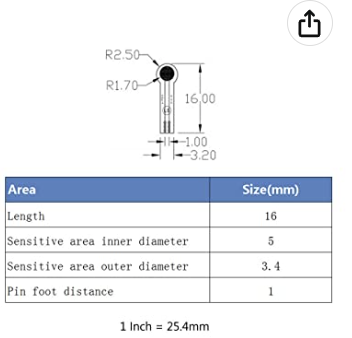 R2.50
R1.70
16.00
1.00
3.20
Area Size(mm)
Length 16
Sensitive area inner diameter 5
Sensitive area outer diameter 3.4
Pin foot distance 1
1 Inch = 25.4mm